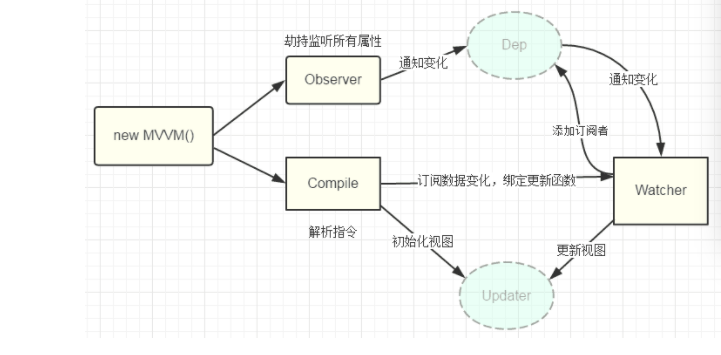 劫持监听所有属性
Observer
通知变化
Dep
通知变化
new MVVM()
添加订阅者
Compile
订阅数据变化，绑定更新函数
Watcher
解析指令
初始化视图
更新视图
Updater